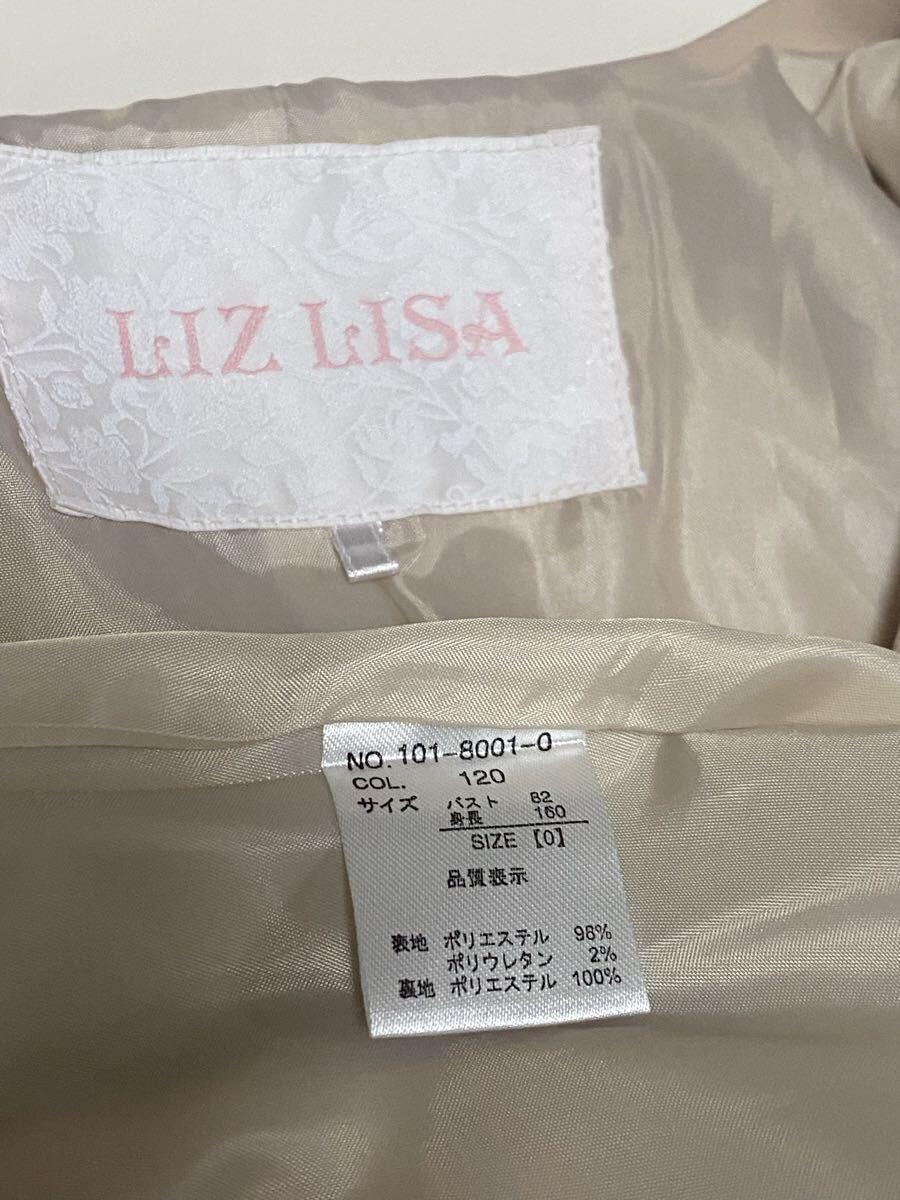 LIZ LISA
NO. 101-8001-0
COL. 120
サイズ バスト 82
身長 160
SIZE【0】
品質表示
表地 ポリエステル 98%
ポリウレタン 2%
裏地 ポリエステル 100%